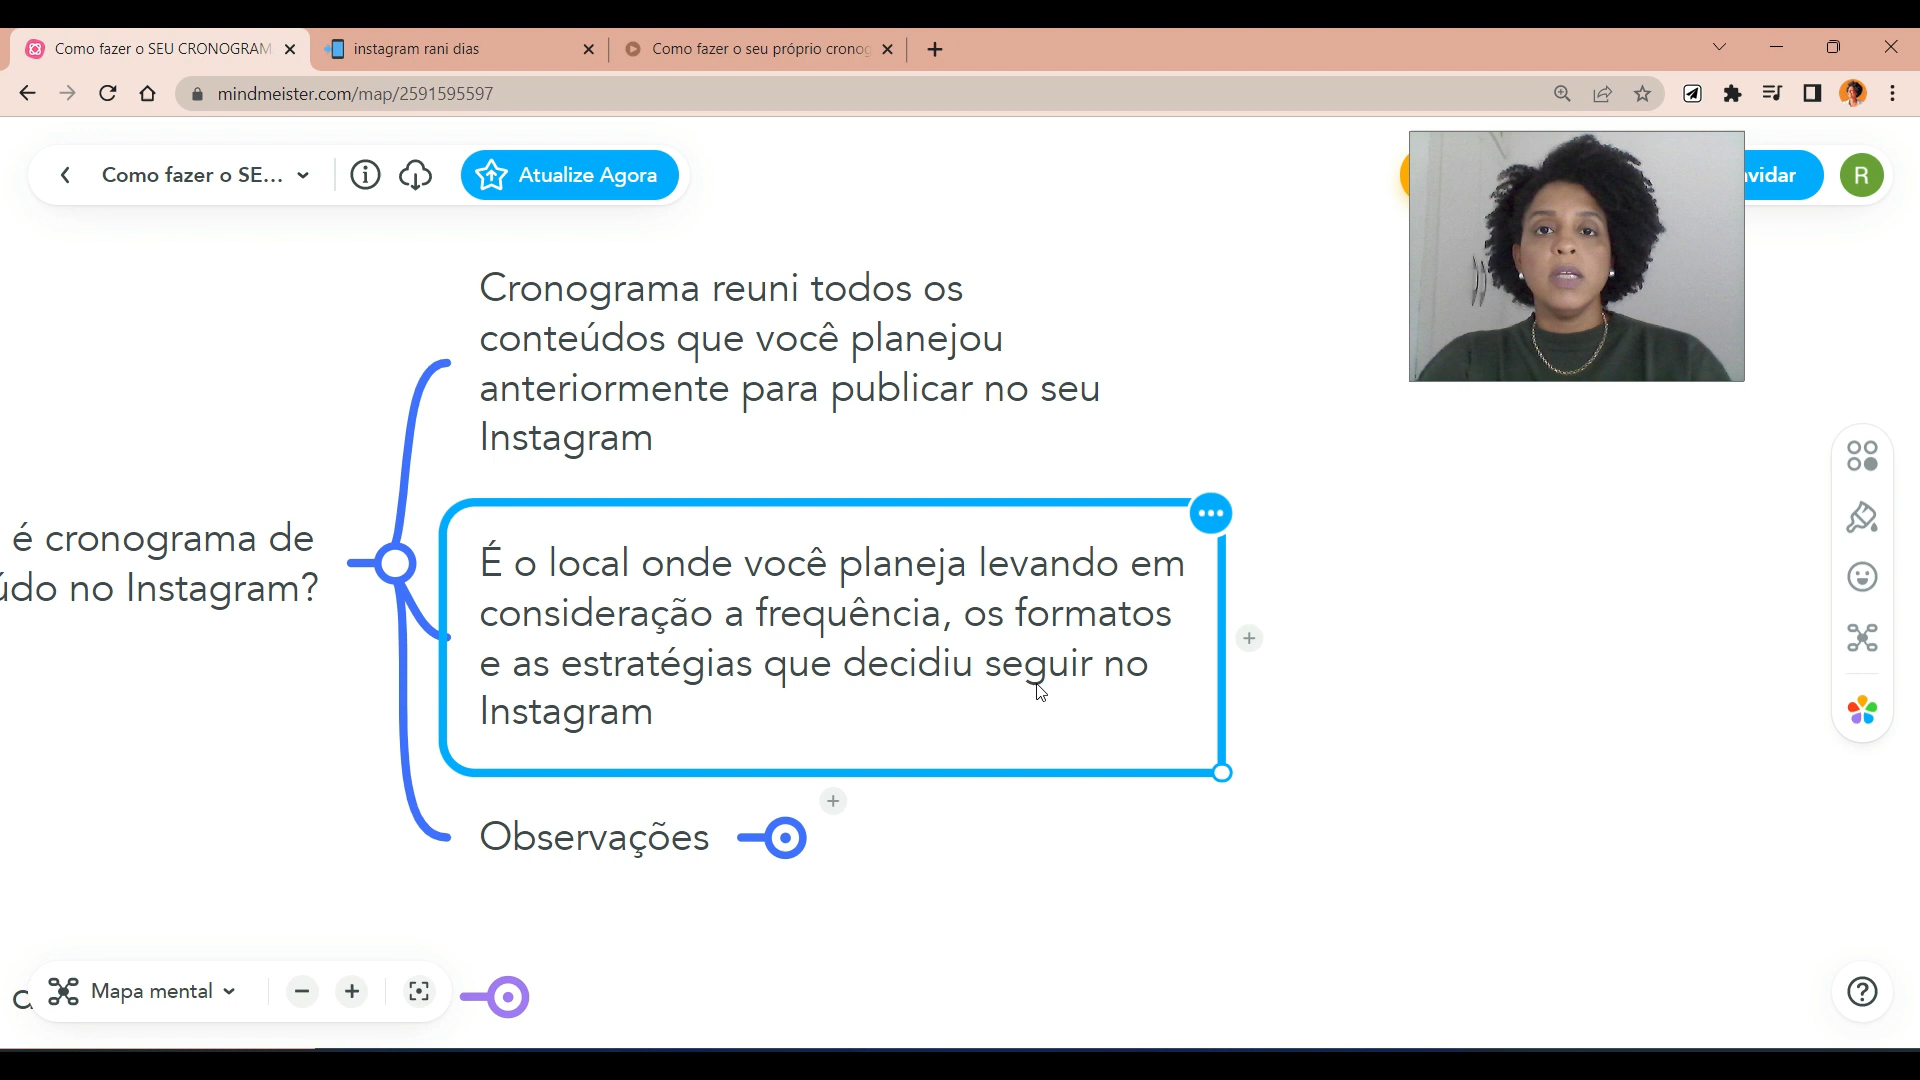 Como fazer o SEU CRONOGRAM
instagram rani dias
Como fazer o seu próprio cronog
mindmeister.com/map/2591595597
Como fazer o SE...
Atualize Agora
vidar
R
Cronograma reuni todos os
conteúdos que você planejou
anteriormente para publicar no seu
Instagram
é cronograma de
údo no Instagram?
É o local onde você planeja levando em
consideração a frequência, os formatos
e as estratégias que decidiu seguir no
Instagram
Observações
Mapa mental